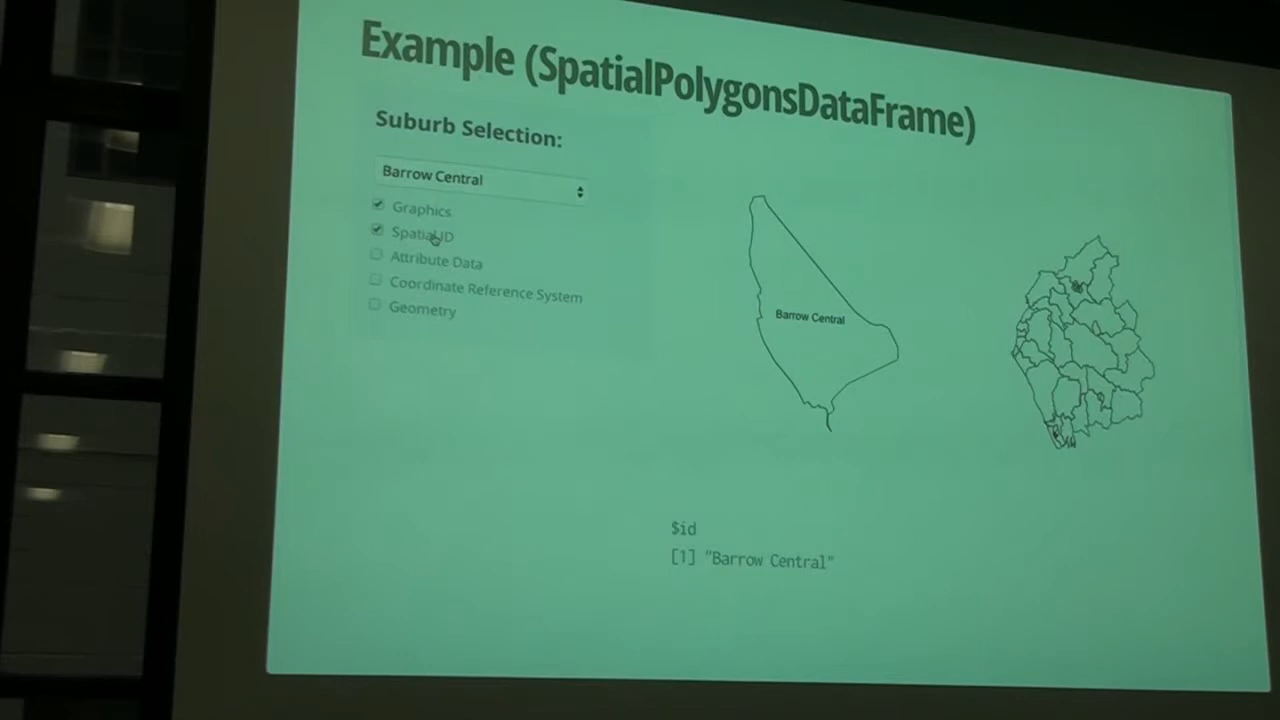 Example (SpatialPolygonsDataFrame)
Suburb Selection:
Barrow Central
Graphics
Spatial ID
Attribute Data
Coordinate Reference System
Geometry
Barrow Central
$id
[1] "Barrow Central"